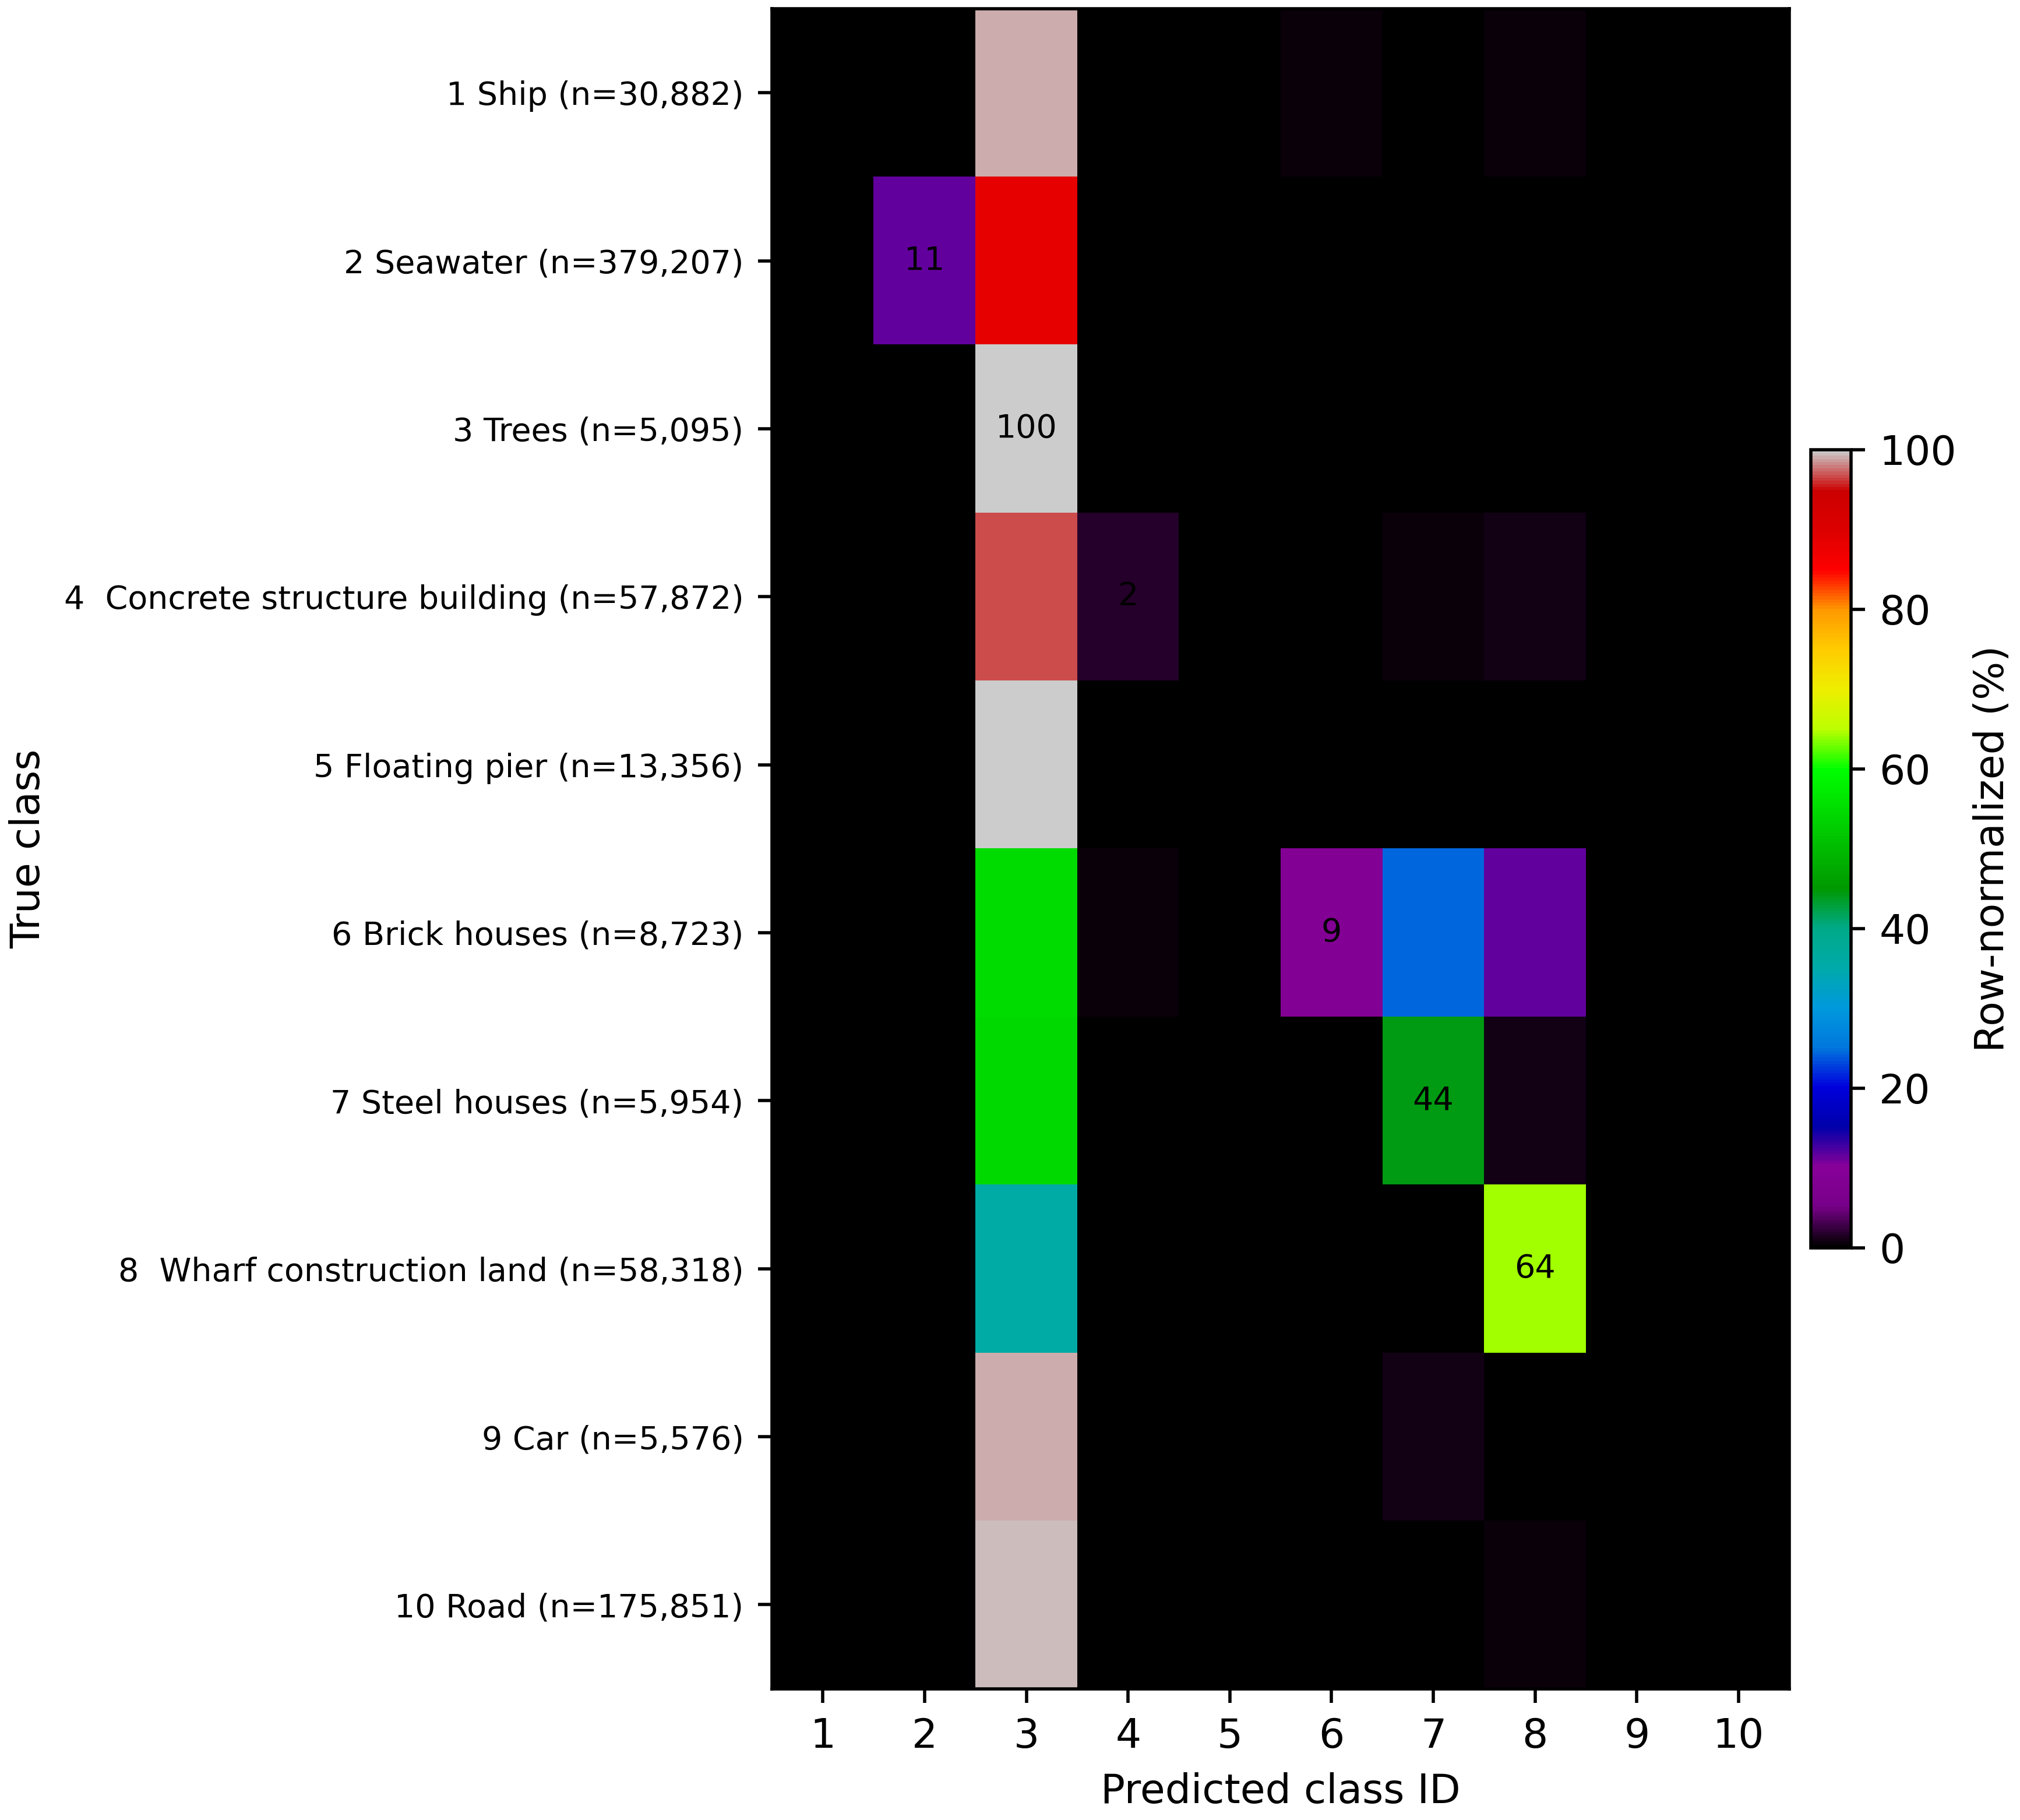 1 Ship (n=30,882)
2 Seawater (n=379,207)
11
3 Trees (n=5,095)
100
4  Concrete structure building (n=57,872)
2
5 Floating pier (n=13,356)
6 Brick houses (n=8,723)
9
7 Steel houses (n=5,954)
44
8  Wharf construction land (n=58,318)
64
9 Car (n=5,576)
10 Road (n=175,851)
True class
1 2 3 4 5 6 7 8 9 10
Predicted class ID
100
80
60
40
20
0
Row-normalized (%)